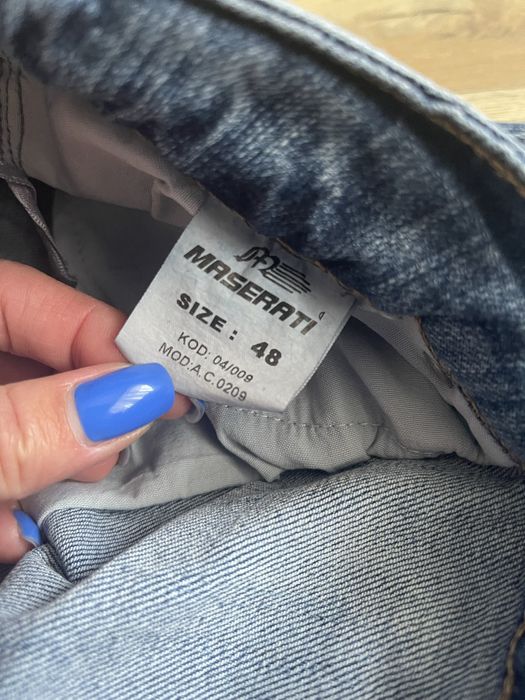 MASERATI
SIZE : 48
KOD: 04/009
MOD:A.C.0209